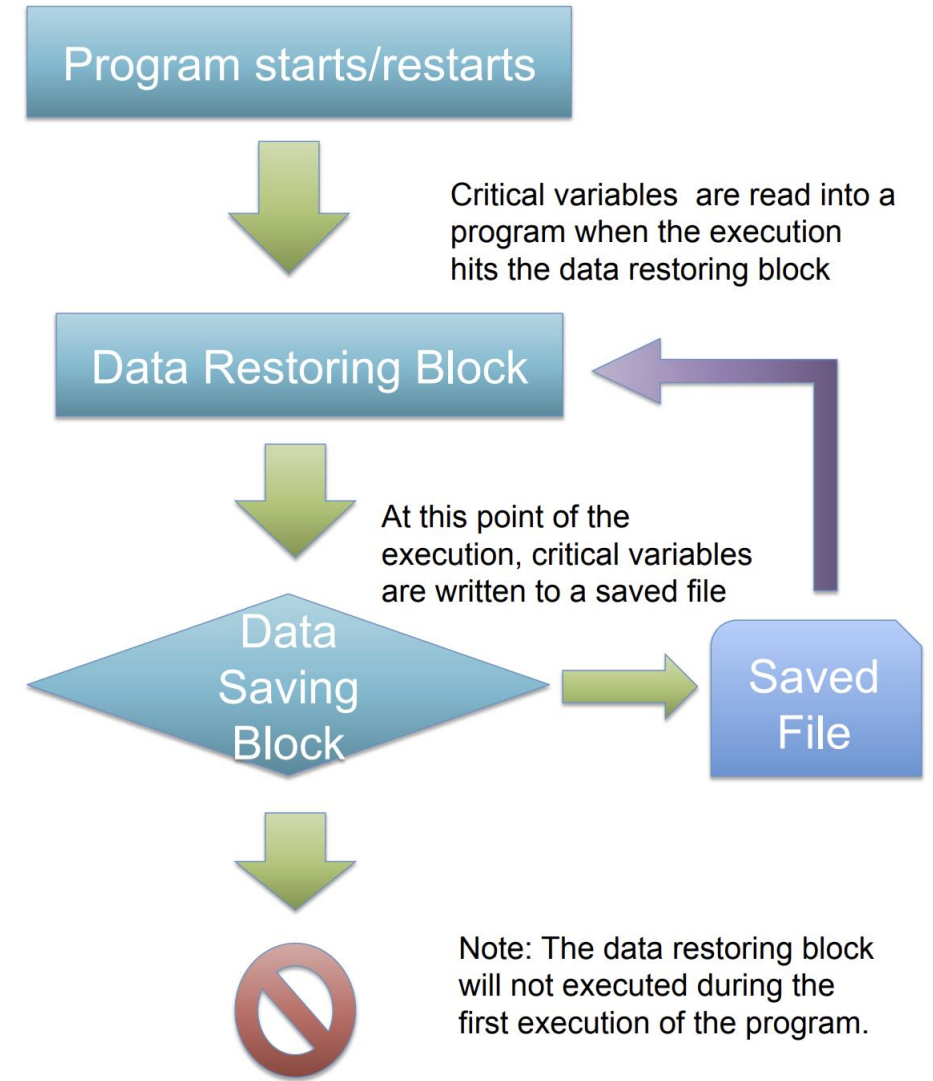 Program starts/restarts
Critical variables  are read into a
program when the execution
hits the data restoring block
Data Restoring Block
At this point of the
execution, critical variables
are written to a saved file
Data
Saving
Block
Saved
File
Note: The data restoring block
will not executed during the
first execution of the program.